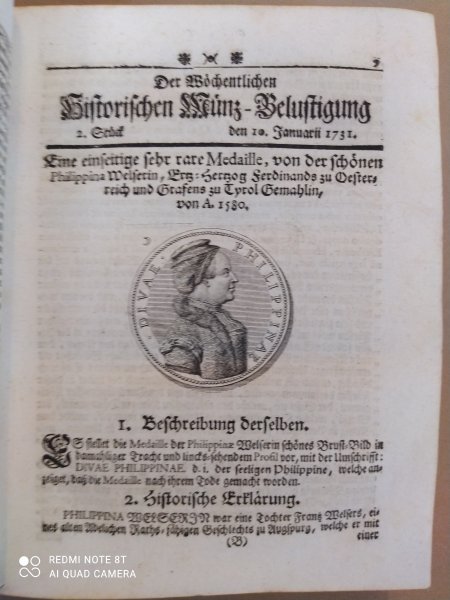 9
Der Wöchentlichen
Historischen Münz-Belustigung
2. Stück den 10. Januarii 1731.
Eine einseitige sehr rare Medaille, von der schönen
Philippina Welserin, Ertz-Hertzog Ferdinands zu Oester-
reich und Grafens zu Tyrol Gemahlin,
von A. 1580.
DIVAE · PHILIPPINAE
1. Beschreibung derselben.
ES stellet die Medaille der Philippinæ Welserin schönes Brust-Bild in
damahliger Tracht und lincks-sehendem Profil vor, mit der Umschrifft:
DIVAE PHILIPPINAE. d. i. der seeligen Philippine, welche an-
zeiget, daß die Medaille nach ihrem Tode gemacht worden.
2. Historische Erklärung.
PHILIPPINA WELSERIN war eine Tochter Frantz Welsers, ei-
nes alten Adelichen Raths-fähigen Geschlechts zu Augspurg, welche er mit
(B) einer
REDMI NOTE 8T
AI QUAD CAMERA